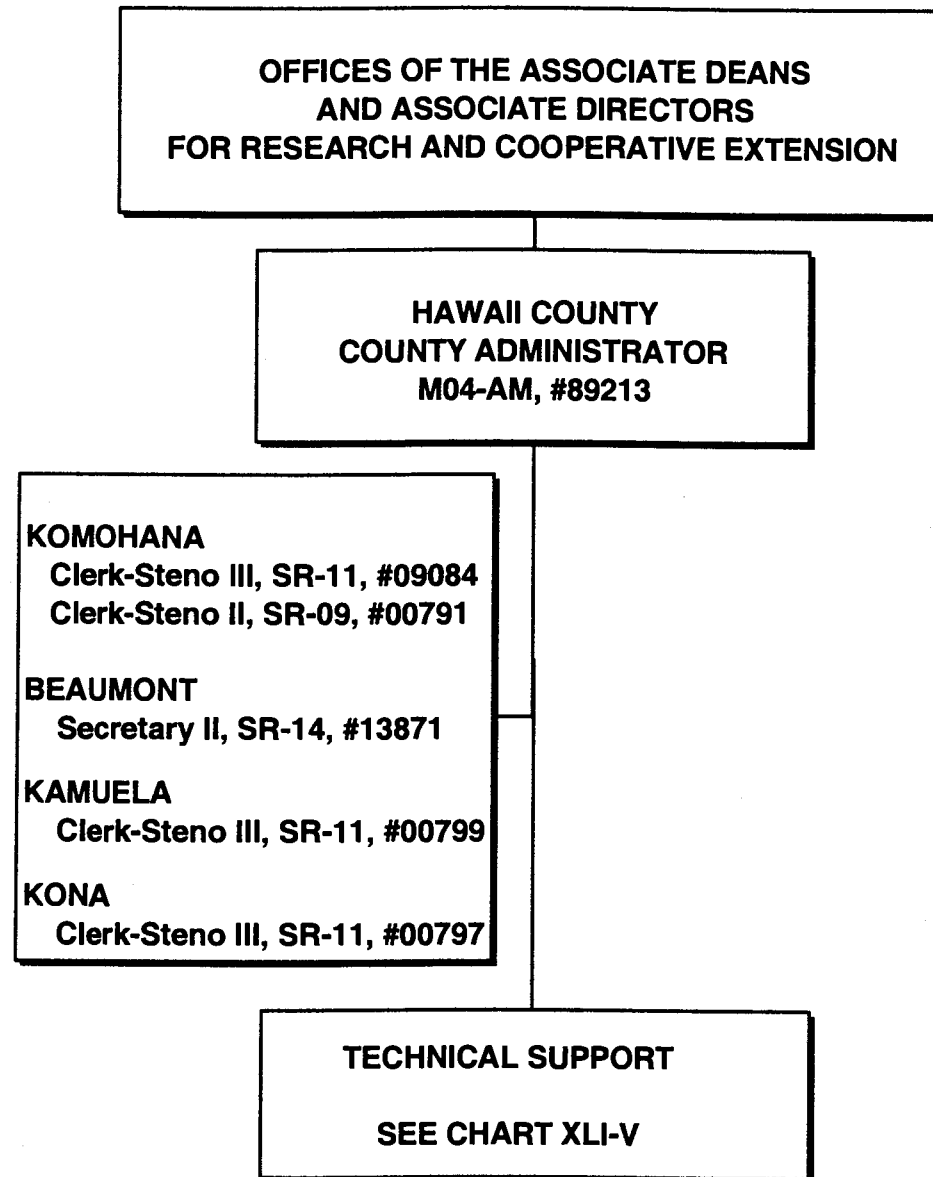 OFFICES OF THE ASSOCIATE DEANS
AND ASSOCIATE DIRECTORS
FOR RESEARCH AND COOPERATIVE EXTENSION
HAWAII COUNTY
COUNTY ADMINISTRATOR
M04-AM, #89213
KOMOHANA
Clerk-Steno III, SR-11, #09084
Clerk-Steno II, SR-09, #00791
BEAUMONT
Secretary II, SR-14, #13871
KAMUELA
Clerk-Steno III, SR-11, #00799
KONA
Clerk-Steno III, SR-11, #00797
TECHNICAL SUPPORT
SEE CHART XLI-V